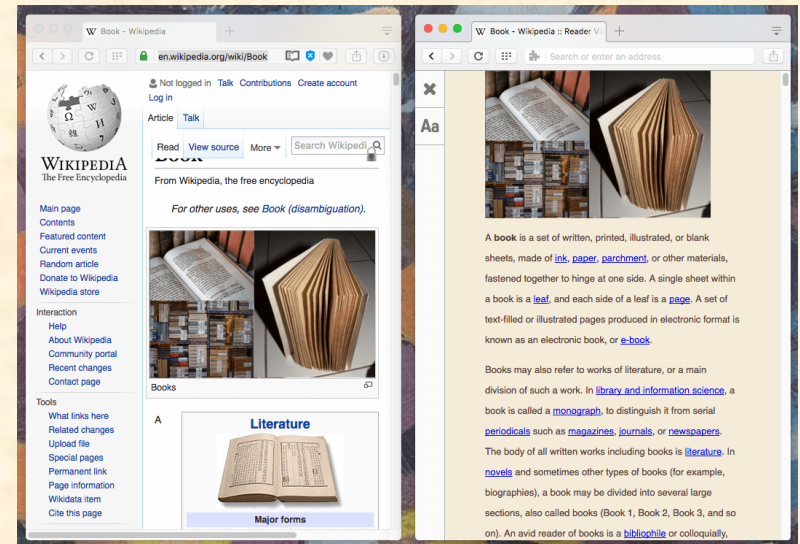 Book - Wikipedia
en.wikipedia.org/wiki/Book
WIKIPEDIA
The Free Encyclopedia
Main page
Contents
Featured content
Current events
Random article
Donate to Wikipedia
Wikipedia store
Interaction
Help
About Wikipedia
Community portal
Recent changes
Contact page
Tools
What links here
Related changes
Upload file
Special pages
Permanent link
Page information
Wikidata item
Cite this page
Not logged in Talk Contributions Create account
Log in
Article Talk
Read View source More
Search Wikipedi
Book
From Wikipedia, the free encyclopedia
For other uses, see Book (disambiguation).
Books
A
Literature
Major forms
Book - Wikipedia :: Reader Vi
Search or enter an address
Aa
A book is a set of written, printed, illustrated, or blank
sheets, made of ink, paper, parchment, or other materials,
fastened together to hinge at one side. A single sheet within
a book is a leaf, and each side of a leaf is a page. A set of
text-filled or illustrated pages produced in electronic format is
known as an electronic book, or e-book.
Books may also refer to works of literature, or a main
division of such a work. In library and information science, a
book is called a monograph, to distinguish it from serial
periodicals such as magazines, journals, or newspapers.
The body of all written works including books is literature. In
novels and sometimes other types of books (for example,
biographies), a book may be divided into several large
sections, also called books (Book 1, Book 2, Book 3, and so
on). An avid reader of books is a bibliophile or colloquially,